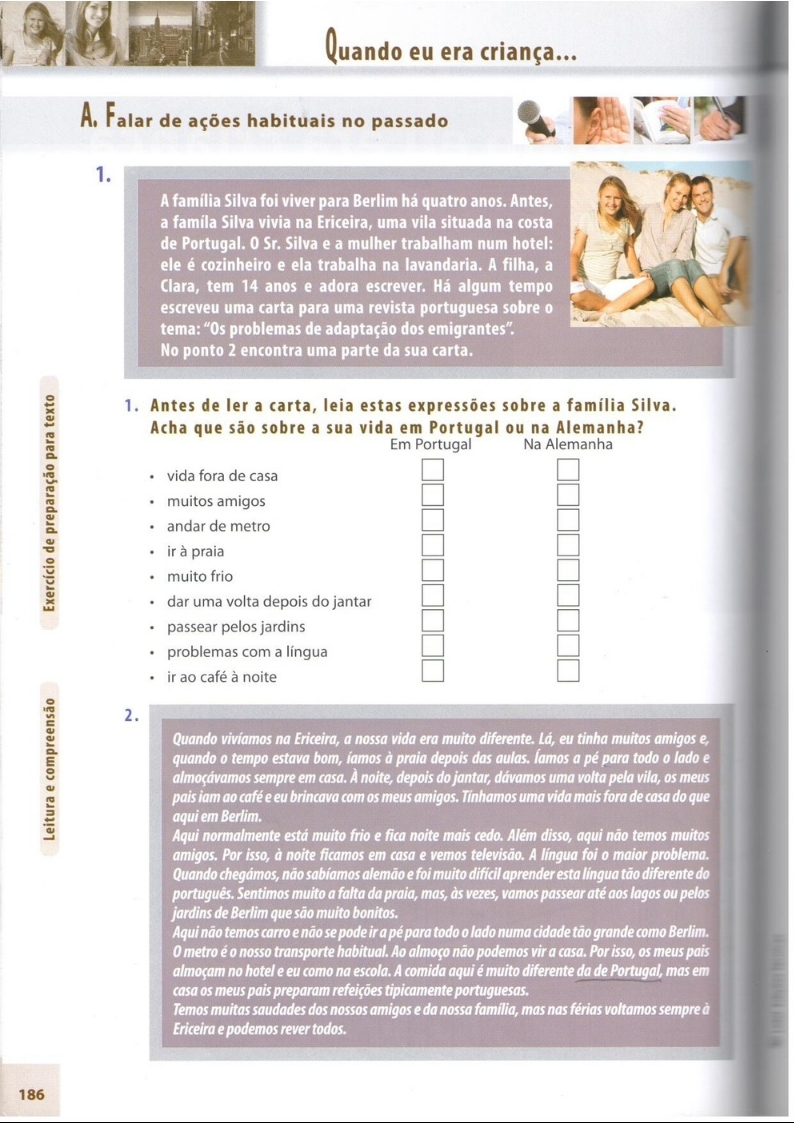 Quando eu era criança...
A. Falar de ações habituais no passado
1.
A família Silva foi viver para Berlim há quatro anos. Antes,
a famíla Silva vivia na Ericeira, uma vila situada na costa
de Portugal. O Sr. Silva e a mulher trabalham num hotel:
ele é cozinheiro e ela trabalha na lavandaria. A filha, a
Clara, tem 14 anos e adora escrever. Há algum tempo
escreveu uma carta para uma revista portuguesa sobre o
tema: “Os problemas de adaptação dos emigrantes”.
No ponto 2 encontra uma parte da sua carta.
Exercício de preparação para texto
1. Antes de ler a carta, leia estas expressões sobre a família Silva.
Acha que são sobre a sua vida em Portugal ou na Alemanha?
Em Portugal Na Alemanha
• vida fora de casa
• muitos amigos
• andar de metro
• ir à praia
• muito frio
• dar uma volta depois do jantar
• passear pelos jardins
• problemas com a língua
• ir ao café à noite
Leitura e compreensão
2.
Quando vivíamos na Ericeira, a nossa vida era muito diferente. Lá, eu tinha muitos amigos e,
quando o tempo estava bom, íamos à praia depois das aulas. Íamos a pé para todo o lado e
almoçávamos sempre em casa. À noite, depois do jantar, dávamos uma volta pela vila, os meus
pais iam ao café e eu brincava com os meus amigos. Tínhamos uma vida mais fora de casa do que
aqui em Berlim.
Aqui normalmente está muito frio e fica noite mais cedo. Além disso, aqui não temos muitos
amigos. Por isso, à noite ficamos em casa e vemos televisão. A língua foi o maior problema.
Quando chegámos, não sabíamos alemão e foi muito difícil aprender esta língua tão diferente do
português. Sentimos muito a falta da praia, mas, às vezes, vamos passear até aos lagos ou pelos
jardins de Berlim que são muito bonitos.
Aqui não temos carro e não se pode ir a pé para todo o lado numa cidade tão grande como Berlim.
O metro é o nosso transporte habitual. Ao almoço não podemos vir a casa. Por isso, os meus pais
almoçam no hotel e eu como na escola. A comida aqui é muito diferente da de Portugal, mas em
casa os meus pais preparam refeições tipicamente portuguesas.
Temos muitas saudades dos nossos amigos e da nossa família, mas nas férias voltamos sempre à
Ericeira e podemos rever todos.
186